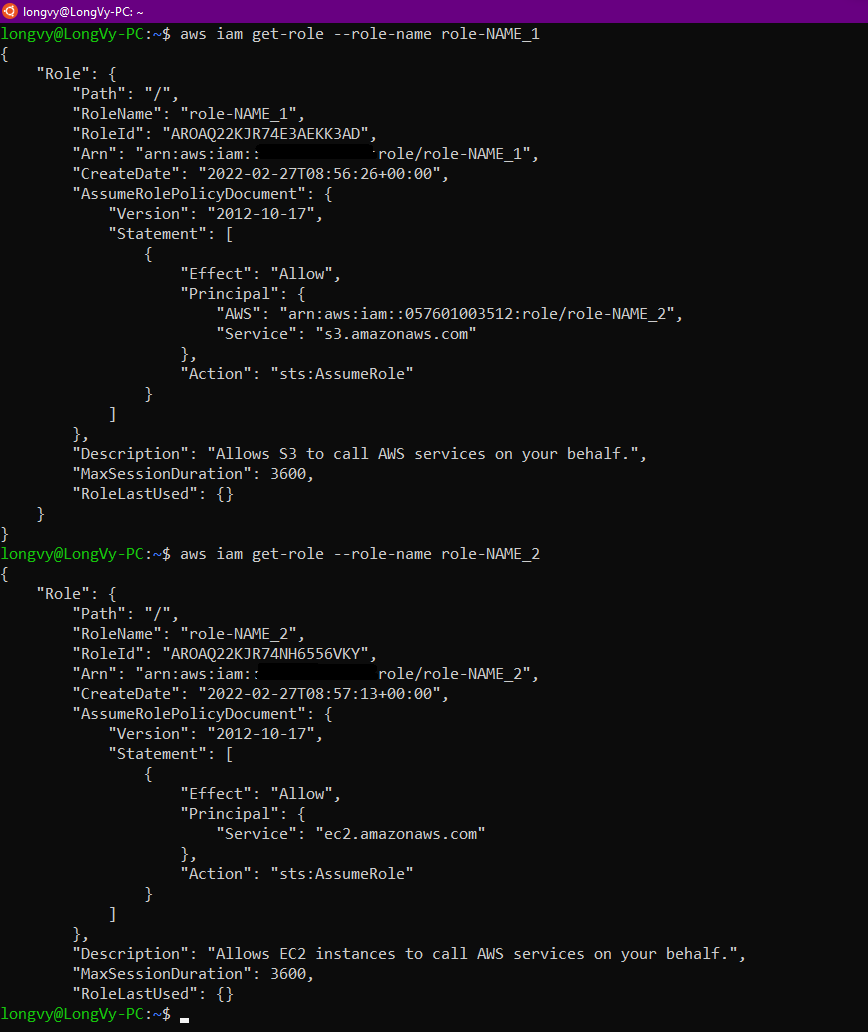 longvy@LongVy-PC: ~
longvy@LongVy-PC:~$ aws iam get-role --role-name role-NAME_1
{
    "Role": {
        "Path": "/",
        "RoleName": "role-NAME_1",
        "RoleId": "AROAQ22KJR74E3AEKK3AD",
        "Arn": "arn:aws:iam:: role/role-NAME_1",
        "CreateDate": "2022-02-27T08:56:26+00:00",
        "AssumeRolePolicyDocument": {
            "Version": "2012-10-17",
            "Statement": [
                {
                    "Effect": "Allow",
                    "Principal": {
                        "AWS": "arn:aws:iam::057601003512:role/role-NAME_2",
                        "Service": "s3.amazonaws.com"
                    },
                    "Action": "sts:AssumeRole"
                }
            ]
        },
        "Description": "Allows S3 to call AWS services on your behalf.",
        "MaxSessionDuration": 3600,
        "RoleLastUsed": {}
    }
}
longvy@LongVy-PC:~$ aws iam get-role --role-name role-NAME_2
{
    "Role": {
        "Path": "/",
        "RoleName": "role-NAME_2",
        "RoleId": "AROAQ22KJR74NH6556VKY",
        "Arn": "arn:aws:iam:: role/role-NAME_2",
        "CreateDate": "2022-02-27T08:57:13+00:00",
        "AssumeRolePolicyDocument": {
            "Version": "2012-10-17",
            "Statement": [
                {
                    "Effect": "Allow",
                    "Principal": {
                        "Service": "ec2.amazonaws.com"
                    },
                    "Action": "sts:AssumeRole"
                }
            ]
        },
        "Description": "Allows EC2 instances to call AWS services on your behalf.",
        "MaxSessionDuration": 3600,
        "RoleLastUsed": {}
longvy@LongVy-PC:~$